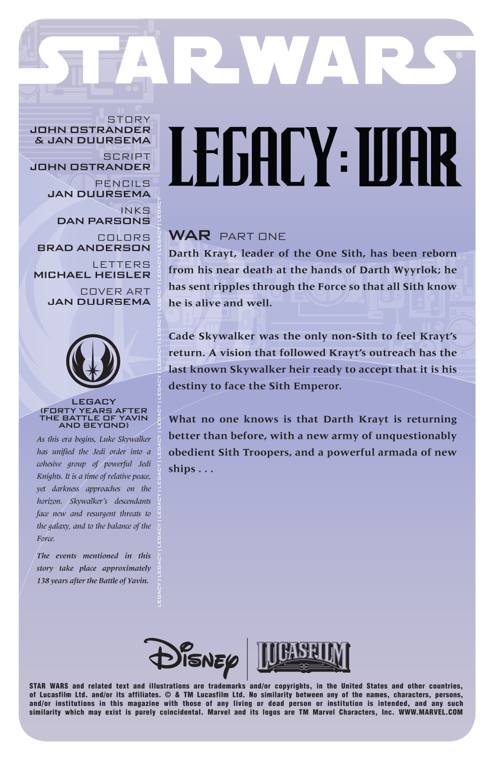 STAR WARS®
STORY
JOHN OSTRANDER
& JAN DUURSEMA
SCRIPT
JOHN OSTRANDER
PENCILS
JAN DUURSEMA
INKS
DAN PARSONS
COLORS
BRAD ANDERSON
LETTERS
MICHAEL HEISLER
COVER ART
JAN DUURSEMA
LEGACY
(FORTY YEARS AFTER
THE BATTLE OF YAVIN
AND BEYOND)
As this era begins, Luke Skywalker
has unified the Jedi order into a
cohesive group of powerful Jedi
Knights. It is a time of relative peace,
yet darkness approaches on the
horizon. Skywalker's descendants
face new and resurgent threats to
the galaxy, and to the balance of the
Force.
The events mentioned in this
story take place approximately
138 years after the Battle of Yavin.
LEGACY | LEGACY | LEGACY | LEGACY | LEGACY | LEGACY | LEGACY | LEGACY | LEGACY | LEGACY | LEGACY | LEGACY | LEGACY
LEGACY: WAR
WAR PART ONE
Darth Krayt, leader of the One Sith, has been reborn
from his near death at the hands of Darth Wyyrlok; he
has sent ripples through the Force so that all Sith know
he is alive and well.
Cade Skywalker was the only non-Sith to feel Krayt's
return. A vision that followed Krayt's outreach has the
last known Skywalker heir ready to accept that it is his
destiny to face the Sith Emperor.
What no one knows is that Darth Krayt is returning
better than before, with a new army of unquestionably
obedient Sith Troopers, and a powerful armada of new
ships . . .
Disney LUCASFILM
STAR WARS and related text and illustrations are trademarks and/or copyrights, in the United States and other countries,
of Lucasfilm Ltd. and/or its affiliates. © & TM Lucasfilm Ltd. No similarity between any of the names, characters, persons,
and/or institutions in this magazine with those of any living or dead person or institution is intended, and any such
similarity which may exist is purely coincidental. Marvel and its logos are TM Marvel Characters, Inc. WWW.MARVEL.COM